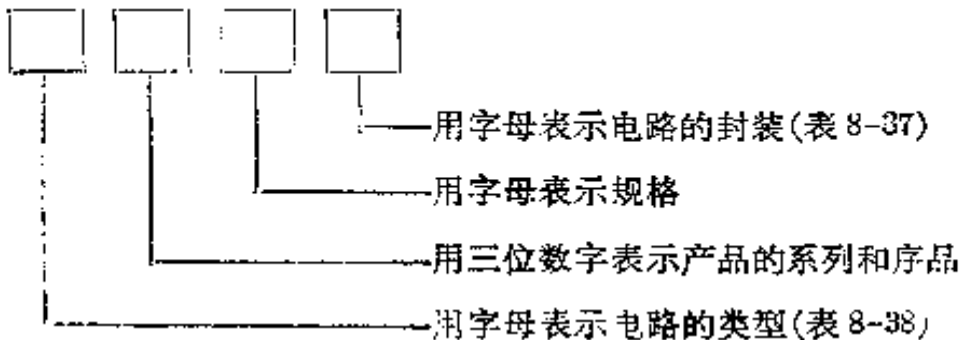 用字母表示电路的封装(表8-37)
用字母表示规格
用三位数字表示产品的系列和序品
用字母表示电路的类型(表8-38)